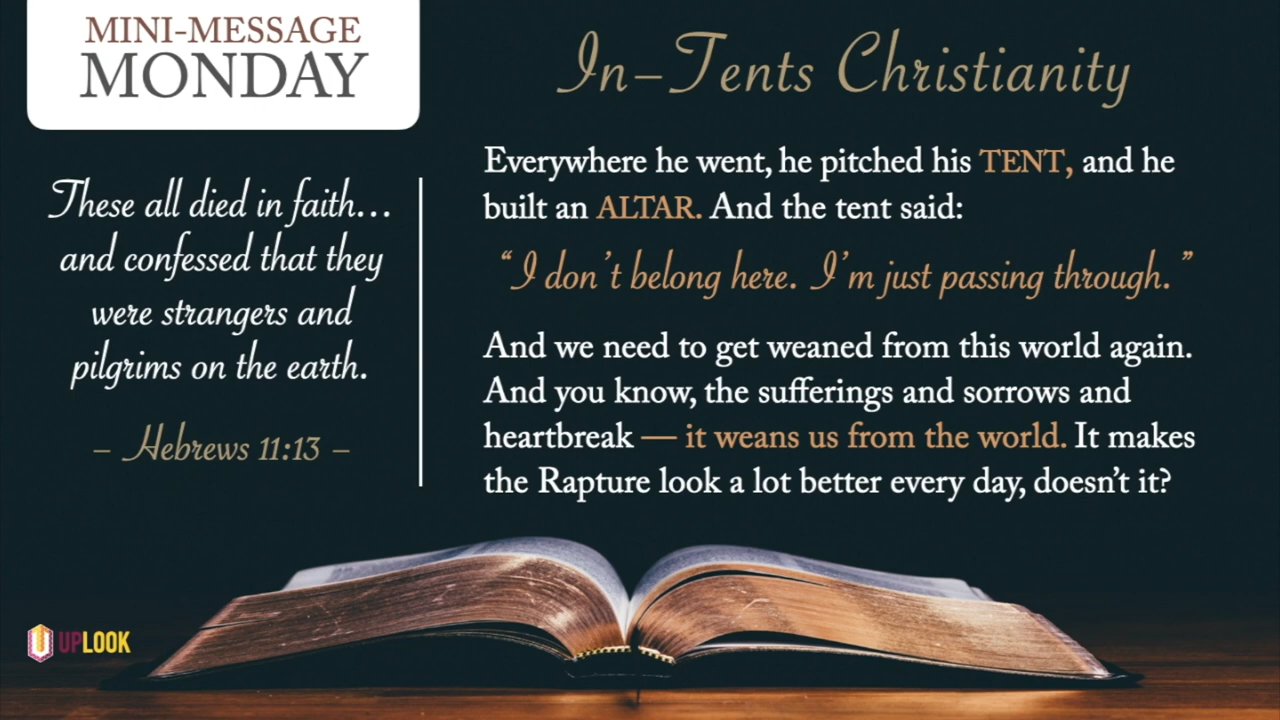 MINI-MESSAGE
MONDAY
These all died in faith...
and confessed that they
were strangers and
pilgrims on the earth.
– Hebrews 11:13 –
In–Tents Christianity
Everywhere he went, he pitched his TENT, and he
built an ALTAR. And the tent said:
“I don’t belong here. I’m just passing through.”
And we need to get weaned from this world again.
And you know, the sufferings and sorrows and
heartbreak — it weans us from the world. It makes
the Rapture look a lot better every day, doesn’t it?
UPLOOK